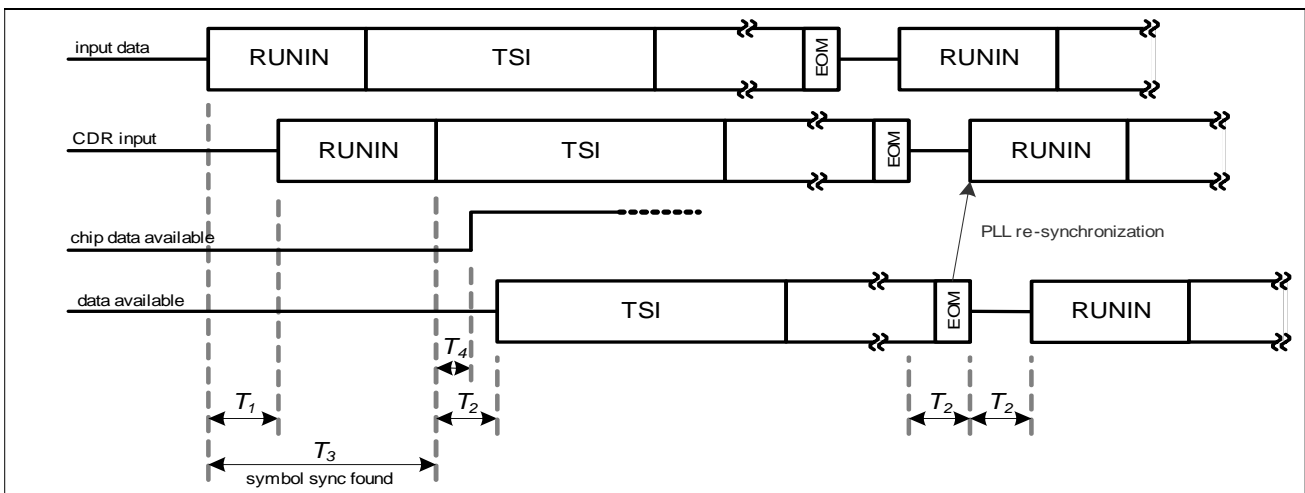 input data
RUNIN
TSI
EOM
RUNIN
CDR input
RUNIN
TSI
EOM
RUNIN
chip data available
PLL re-synchronization
data available
TSI
EOM
RUNIN
T4
T1
T2
T2
T2
T3
symbol sync found